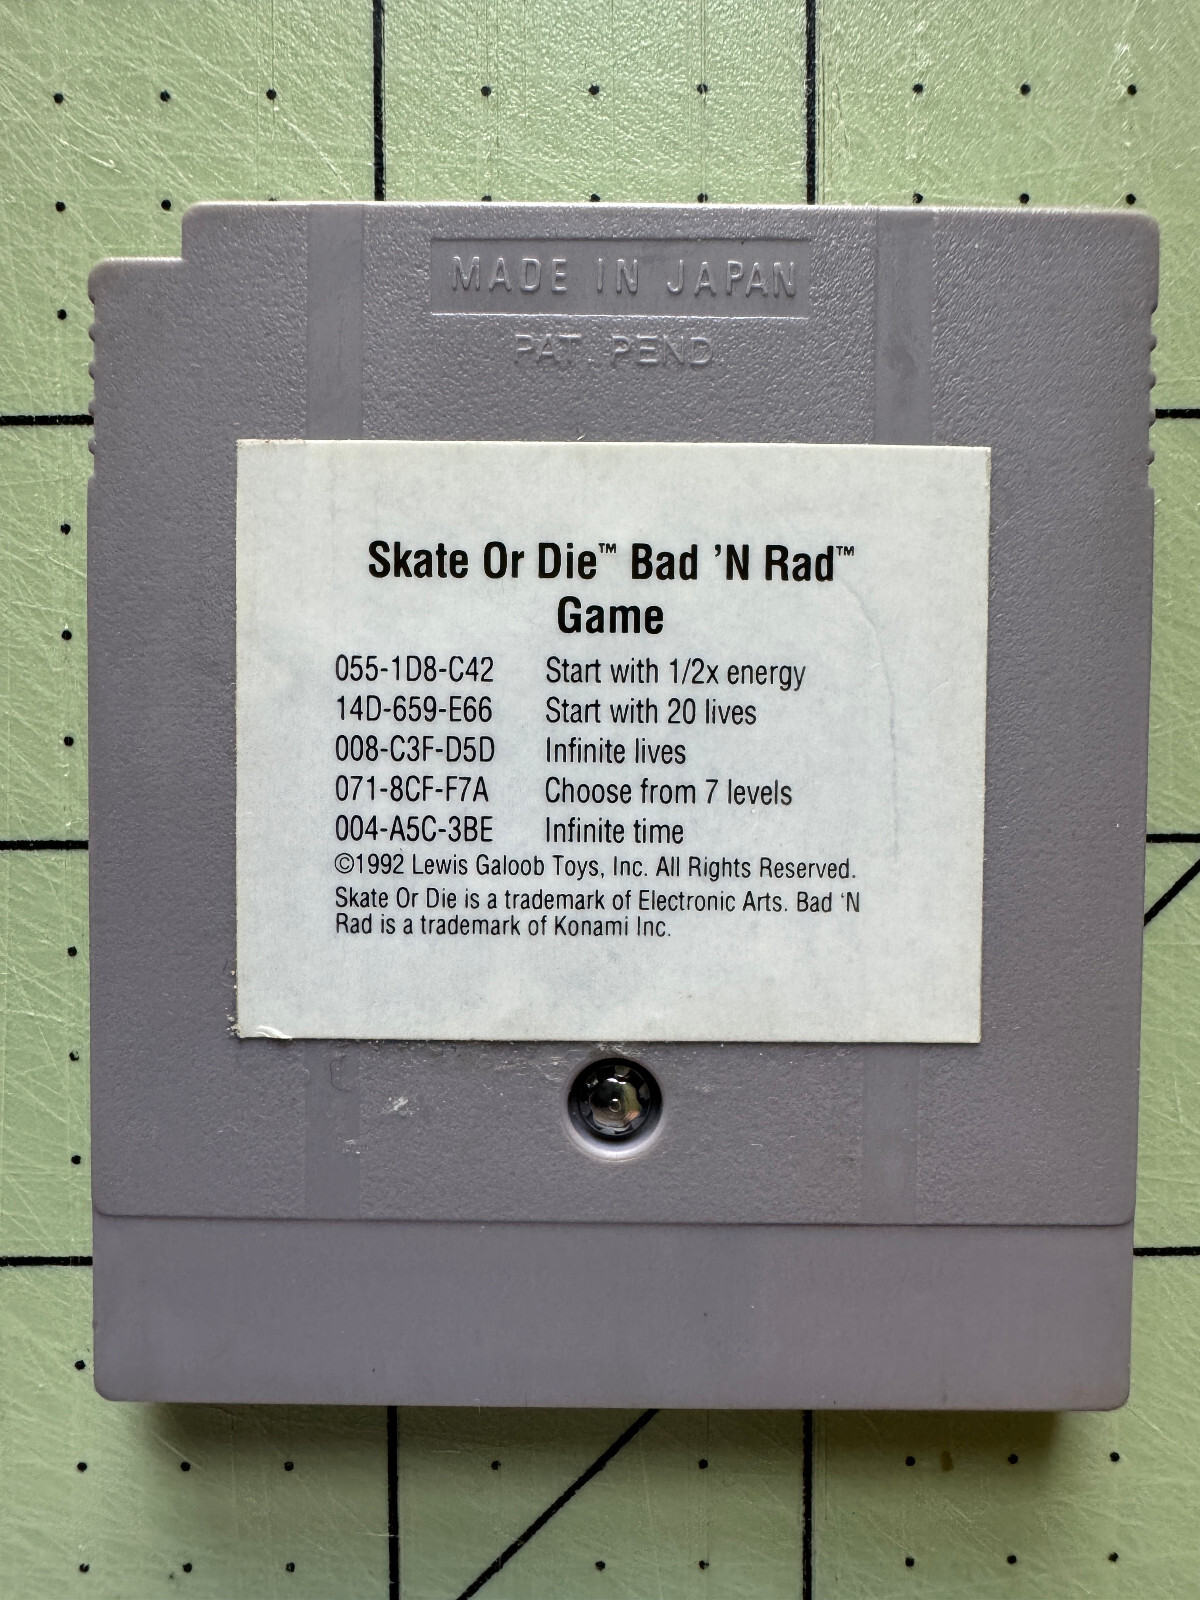 MADE IN JAPAN
PAT. PEND.
Skate Or Die™ Bad 'N Rad™
Game
055-1D8-C42 Start with 1/2x energy
14D-659-E66 Start with 20 lives
008-C3F-D5D Infinite lives
071-8CF-F7A Choose from 7 levels
004-A5C-3BE Infinite time
©1992 Lewis Galoob Toys, Inc. All Rights Reserved.
Skate Or Die is a trademark of Electronic Arts. Bad 'N
Rad is a trademark of Konami Inc.